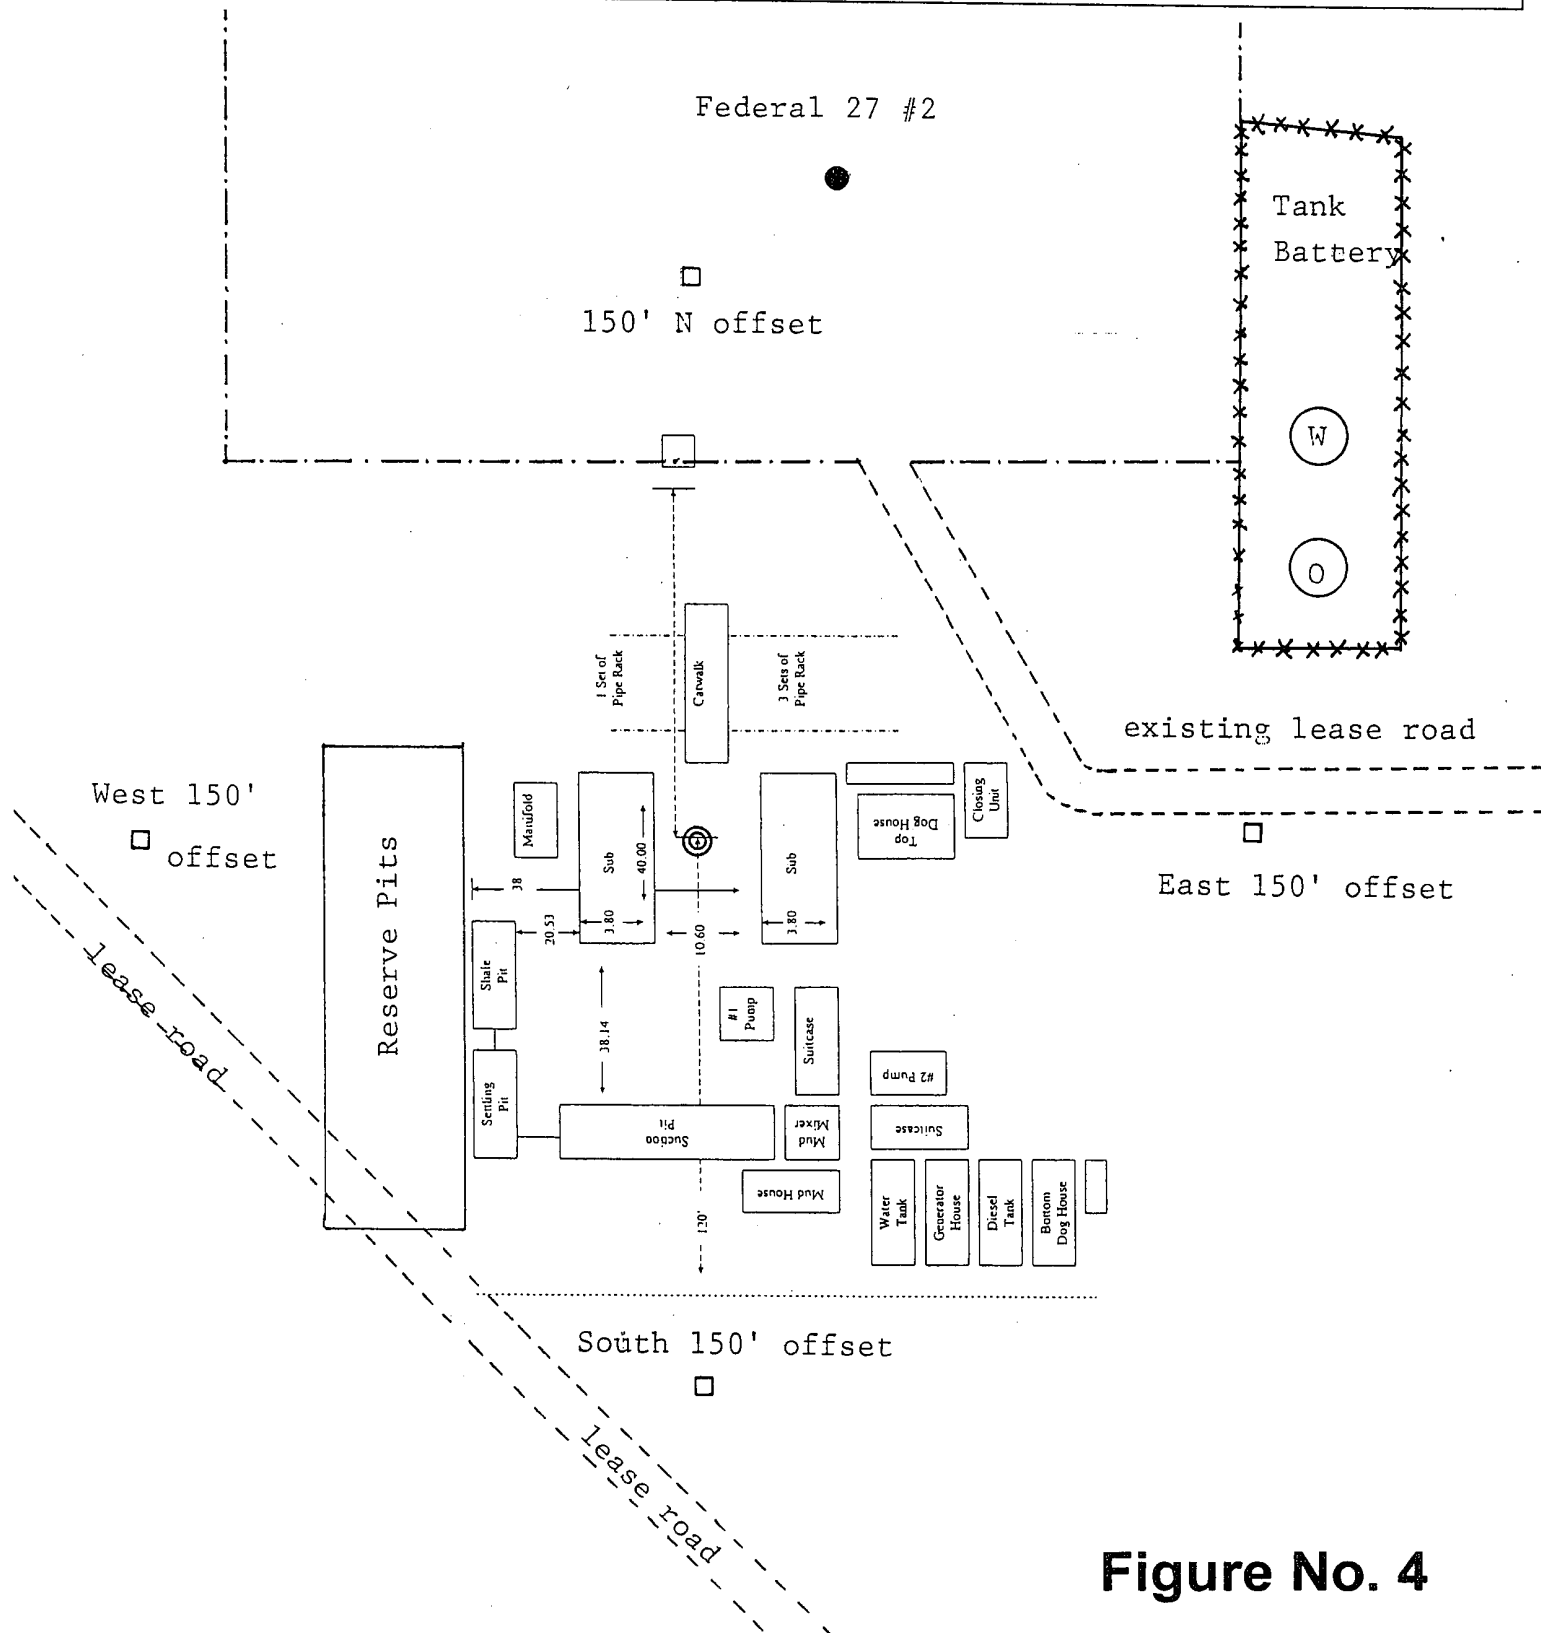 Federal 27 #2
Tank
Battery
150' N offset
W
O
1 Set of
Pipe Rack
Catwalk
3 Sets of
Pipe Rack
existing lease road
West 150'
offset
Reserve Pits
Manifold
Sub
40.00
Sub
Top
Dog House
Closing
Unit
East 150' offset
38
20.53
3.80
10.60
3.80
lease road
Shale
Pit
38.14
#1
Pump
Suitcase
#2 Pump
Settling
Pit
Suction
Pit
Mud
Mixer
Suitcase
Mud House
Water
Tank
Generator
House
Diesel
Tank
Bottom
Dog House
120'
South 150' offset
lease road
Figure No. 4